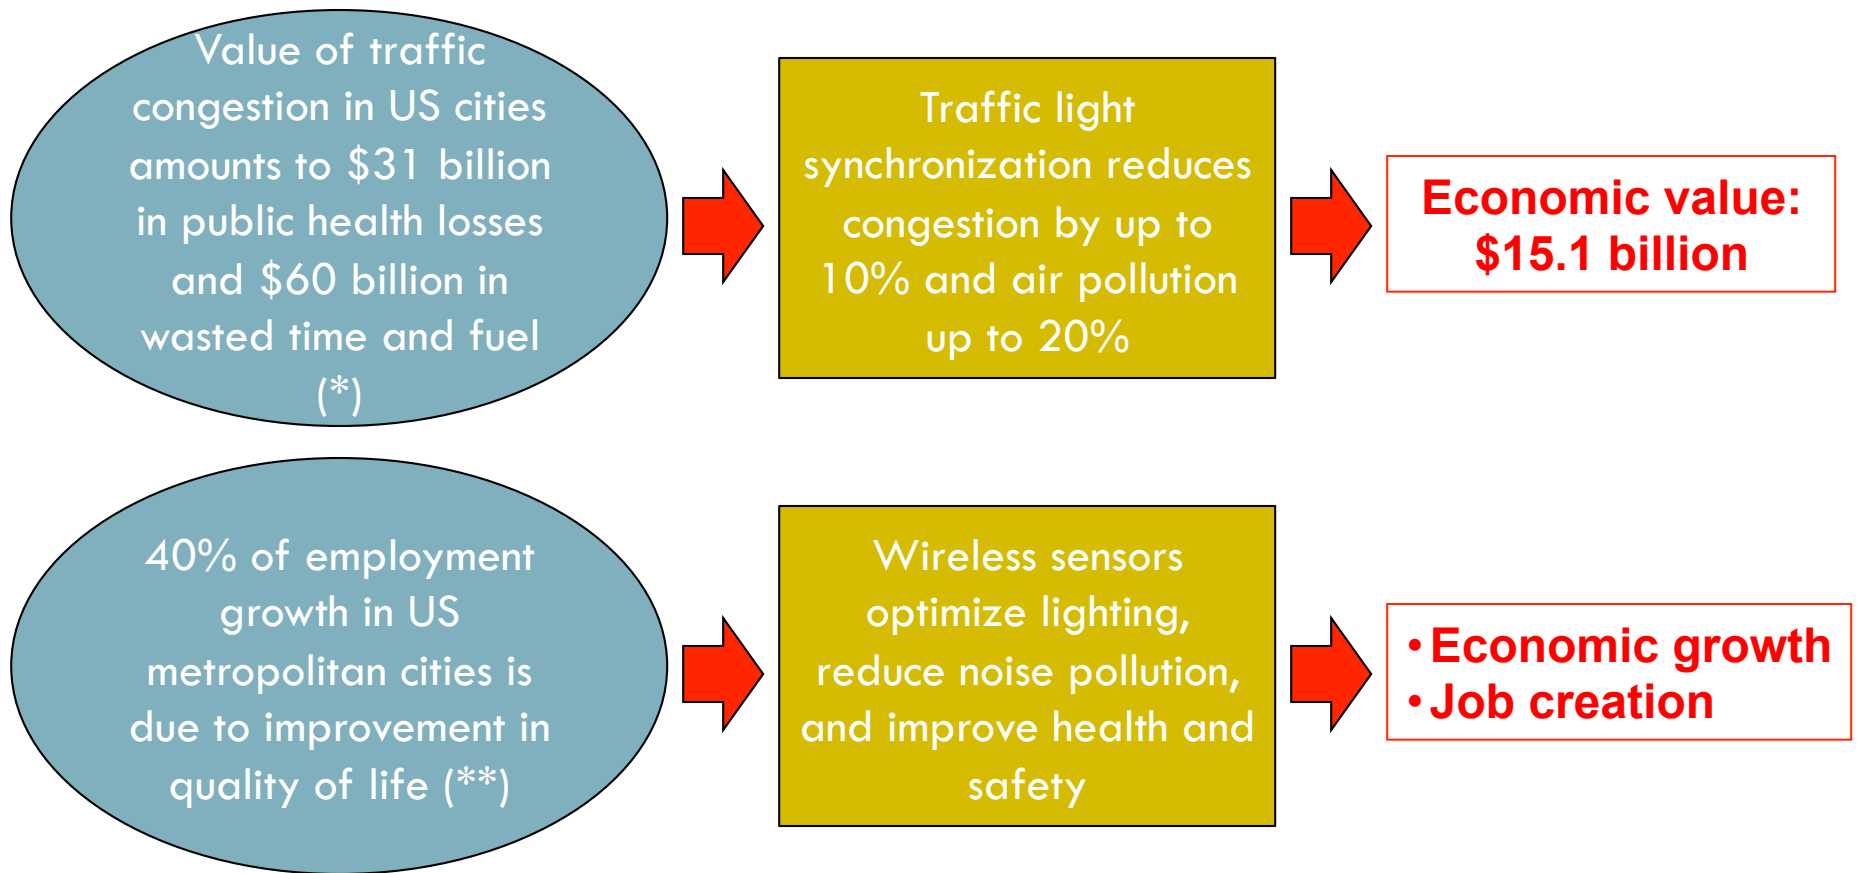 Value of traffic
congestion in US cities
amounts to $31 billion
in public health losses
and $60 billion in
wasted time and fuel
(*)
Traffic light
synchronization reduces
congestion by up to
10% and air pollution
up to 20%
Economic value:
$15.1 billion
40% of employment
growth in US
metropolitan cities is
due to improvement in
quality of life (**)
Wireless sensors
optimize lighting,
reduce noise pollution,
and improve health and
safety
•Economic growth
•Job creation